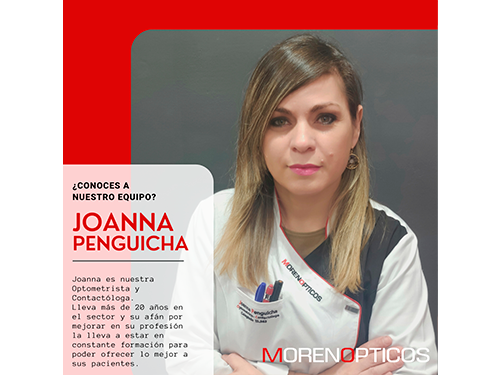 ¿CONOCES A
NUESTRO EQUIPO?
JOANNA
PENGUICHA
Joanna es nuestra
Optometrista y
Contactóloga.
Lleva más de 20 años en
el sector y su afán por
mejorar en su profesión
la lleva a estar en
constante formación para
poder ofrecer lo mejor a
sus pacientes.
MORENOPTICOS
Penguicha
MORENOPTICOS